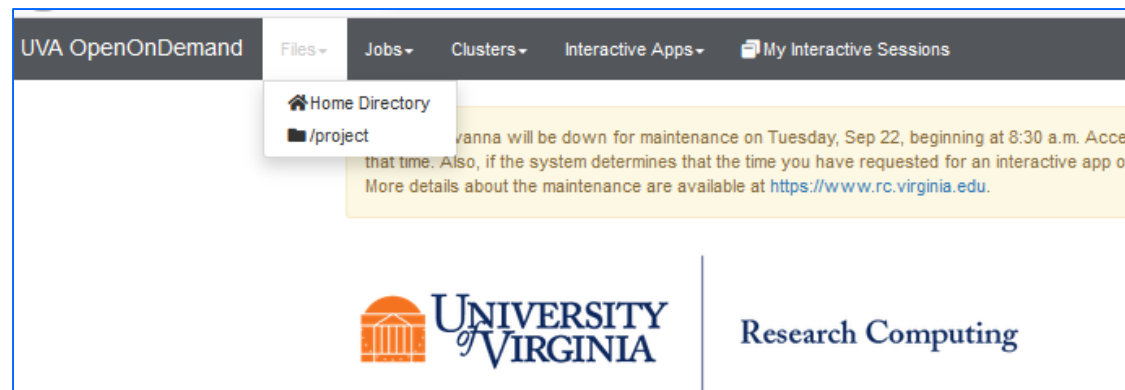 UVA OpenOnDemand Files Jobs Clusters Interactive Apps My Interactive Sessions
Home Directory
/project
vanna will be down for maintenance on Tuesday, Sep 22, beginning at 8:30 a.m.
that time. Also, if the system determines that the time you have requested for an interactive app
More details about the maintenance are available at https://www.rc.virginia.edu.
UNIVERSITY
of VIRGINIA
Research Computing